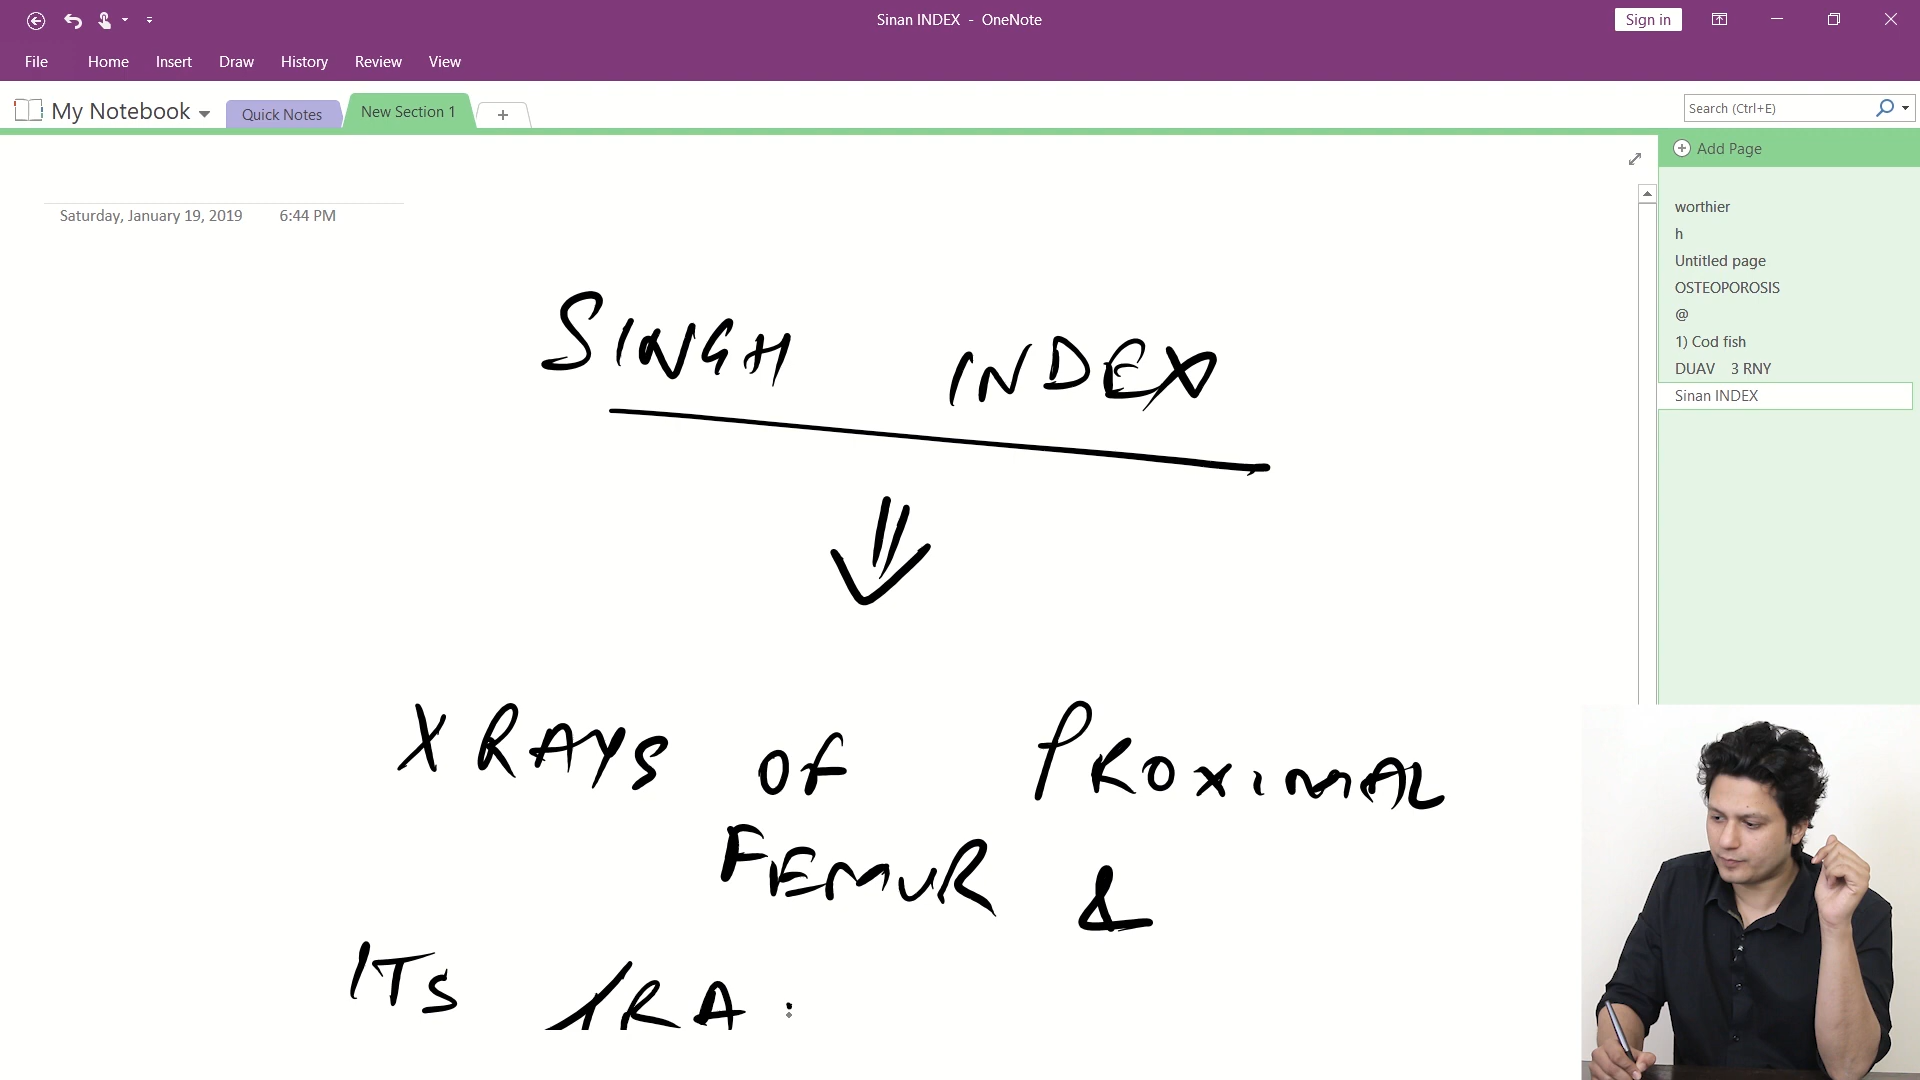 Sinan INDEX - OneNote
Sign in
File Home Insert Draw History Review View
My Notebook
Quick Notes
New Section 1
+
Search (Ctrl+E)
Add Page
Saturday, January 19, 2019 6:44 PM
worthier
h
Untitled page
OSTEOPOROSIS
@
1) Cod fish
DUAV 3 RNY
Sinan INDEX
SINGH INDEX
X RAYS of PROXIMAL
FEMUR &
ITs TRA